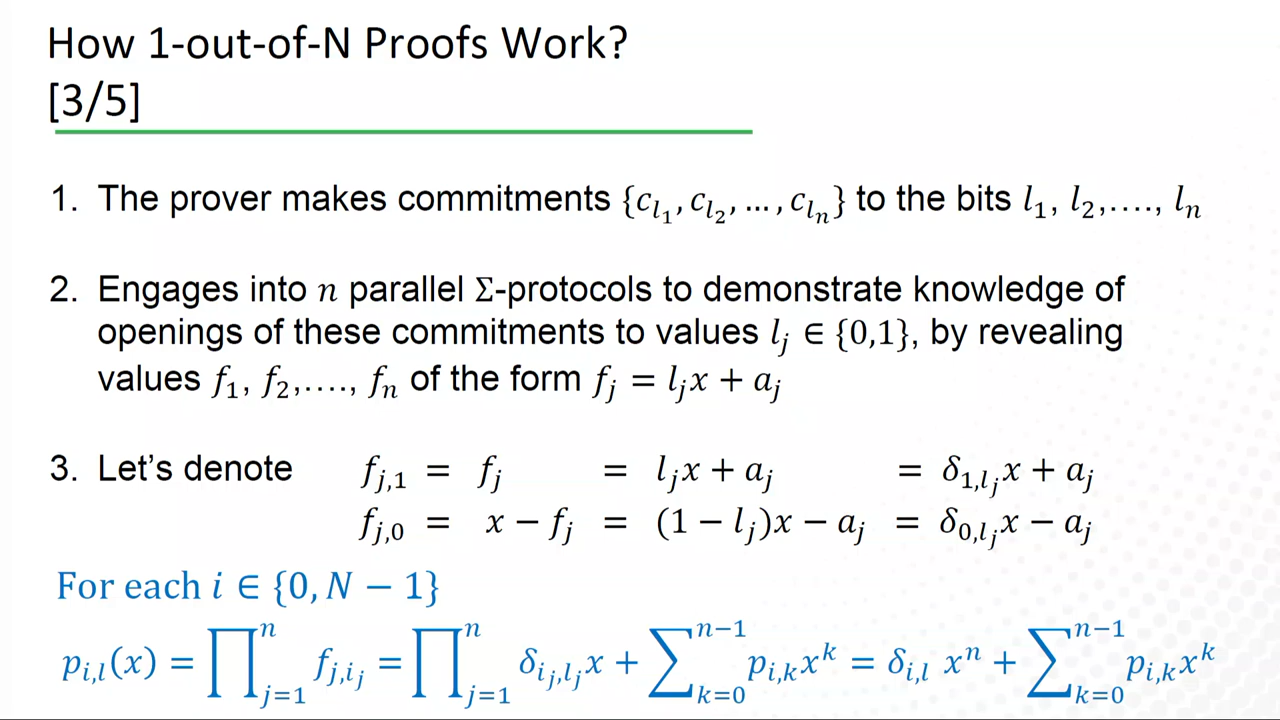 How 1-out-of-N Proofs Work?
[3/5]
1. The prover makes commitments {c_{l_1}, c_{l_2}, … , c_{l_n}} to the bits l_1, l_2,…., l_n
2. Engages into n parallel Σ-protocols to demonstrate knowledge of
openings of these commitments to values l_j ∈ {0,1}, by revealing
values f_1, f_2,…., f_n of the form f_j = l_j x + a_j
3. Let’s denote f_{j,1} = f_j = l_j x + a_j = δ_{1,l_j} x + a_j
f_{j,0} = x − f_j = (1 − l_j)x − a_j = δ_{0,l_j} x − a_j
For each i ∈ {0, N − 1}
p_{i,l}(x) = ∏_{j=1}^{n} f_{j,i_j} = ∏_{j=1}^{n} δ_{i_j,l_j} x + ∑_{k=0}^{n−1} p_{i,k} x^k = δ_{i,l} x^n + ∑_{k=0}^{n−1} p_{i,k} x^k